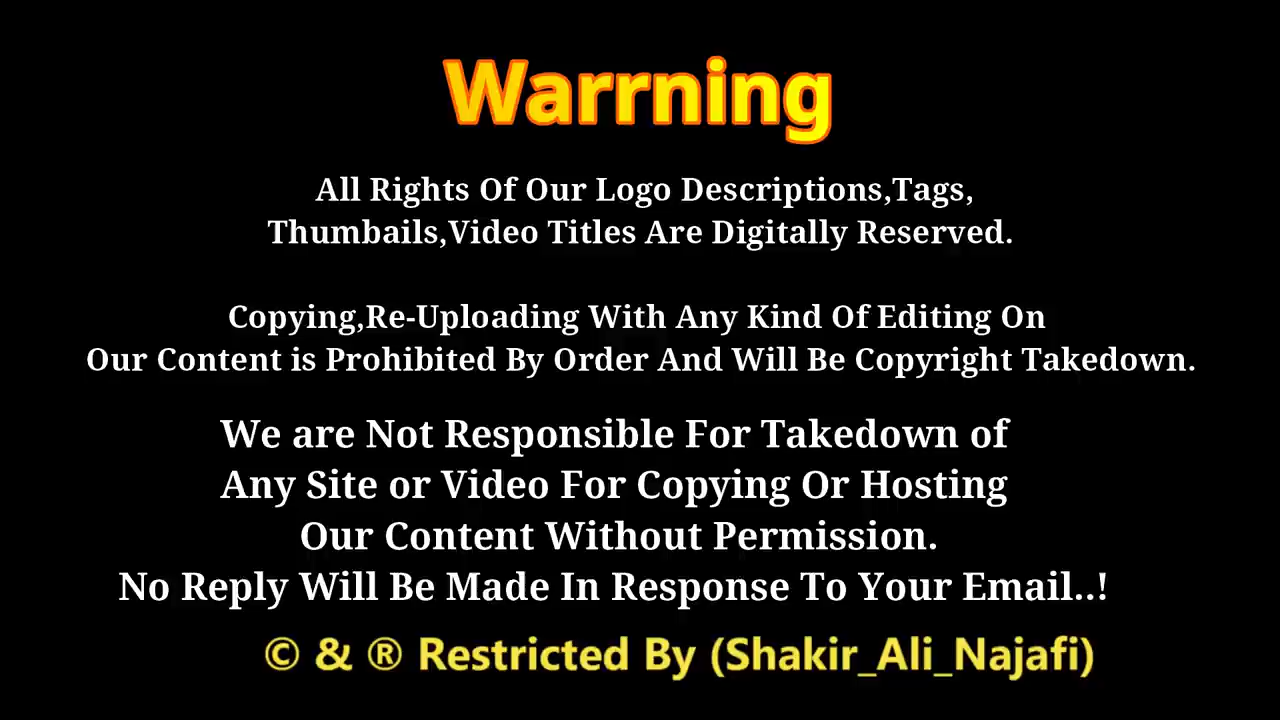 Warrning
All Rights Of Our Logo Descriptions,Tags,
Thumbails,Video Titles Are Digitally Reserved.
Copying,Re-Uploading With Any Kind Of Editing On
Our Content is Prohibited By Order And Will Be Copyright Takedown.
We are Not Responsible For Takedown of
Any Site or Video For Copying Or Hosting
Our Content Without Permission.
No Reply Will Be Made In Response To Your Email..!
© & ® Restricted By (Shakir_Ali_Najafi)